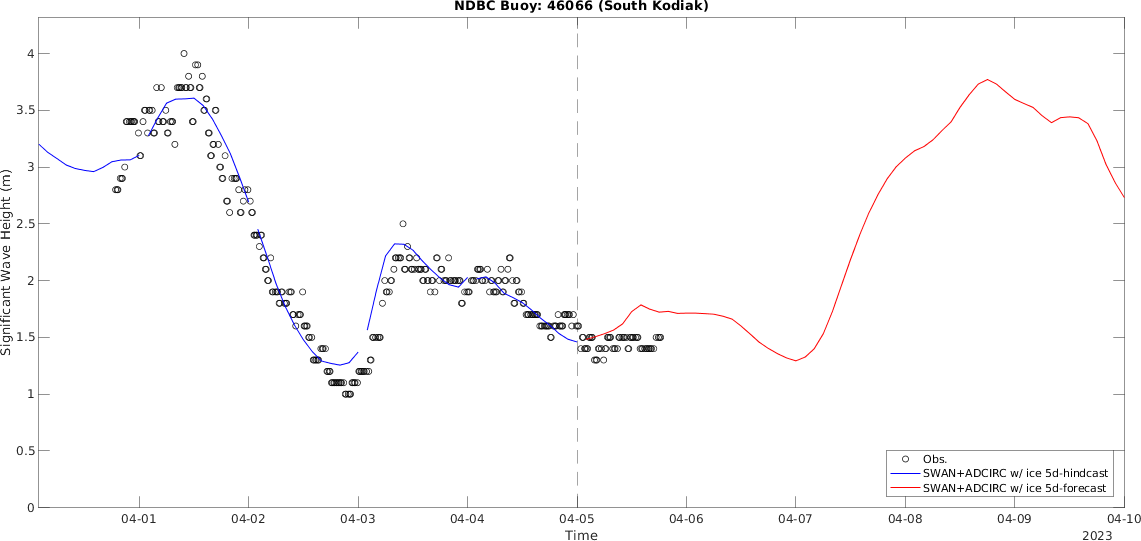 NDBC Buoy: 46066 (South Kodiak)
Significant Wave Height (m)
4
3.5
3
2.5
2
1.5
1
0.5
0
Obs.
SWAN+ADCIRC w/ ice 5d-hindcast
SWAN+ADCIRC w/ ice 5d-forecast
04-01 04-02 04-03 04-04 04-05 04-06 04-07 04-08 04-09 04-10
Time
2023